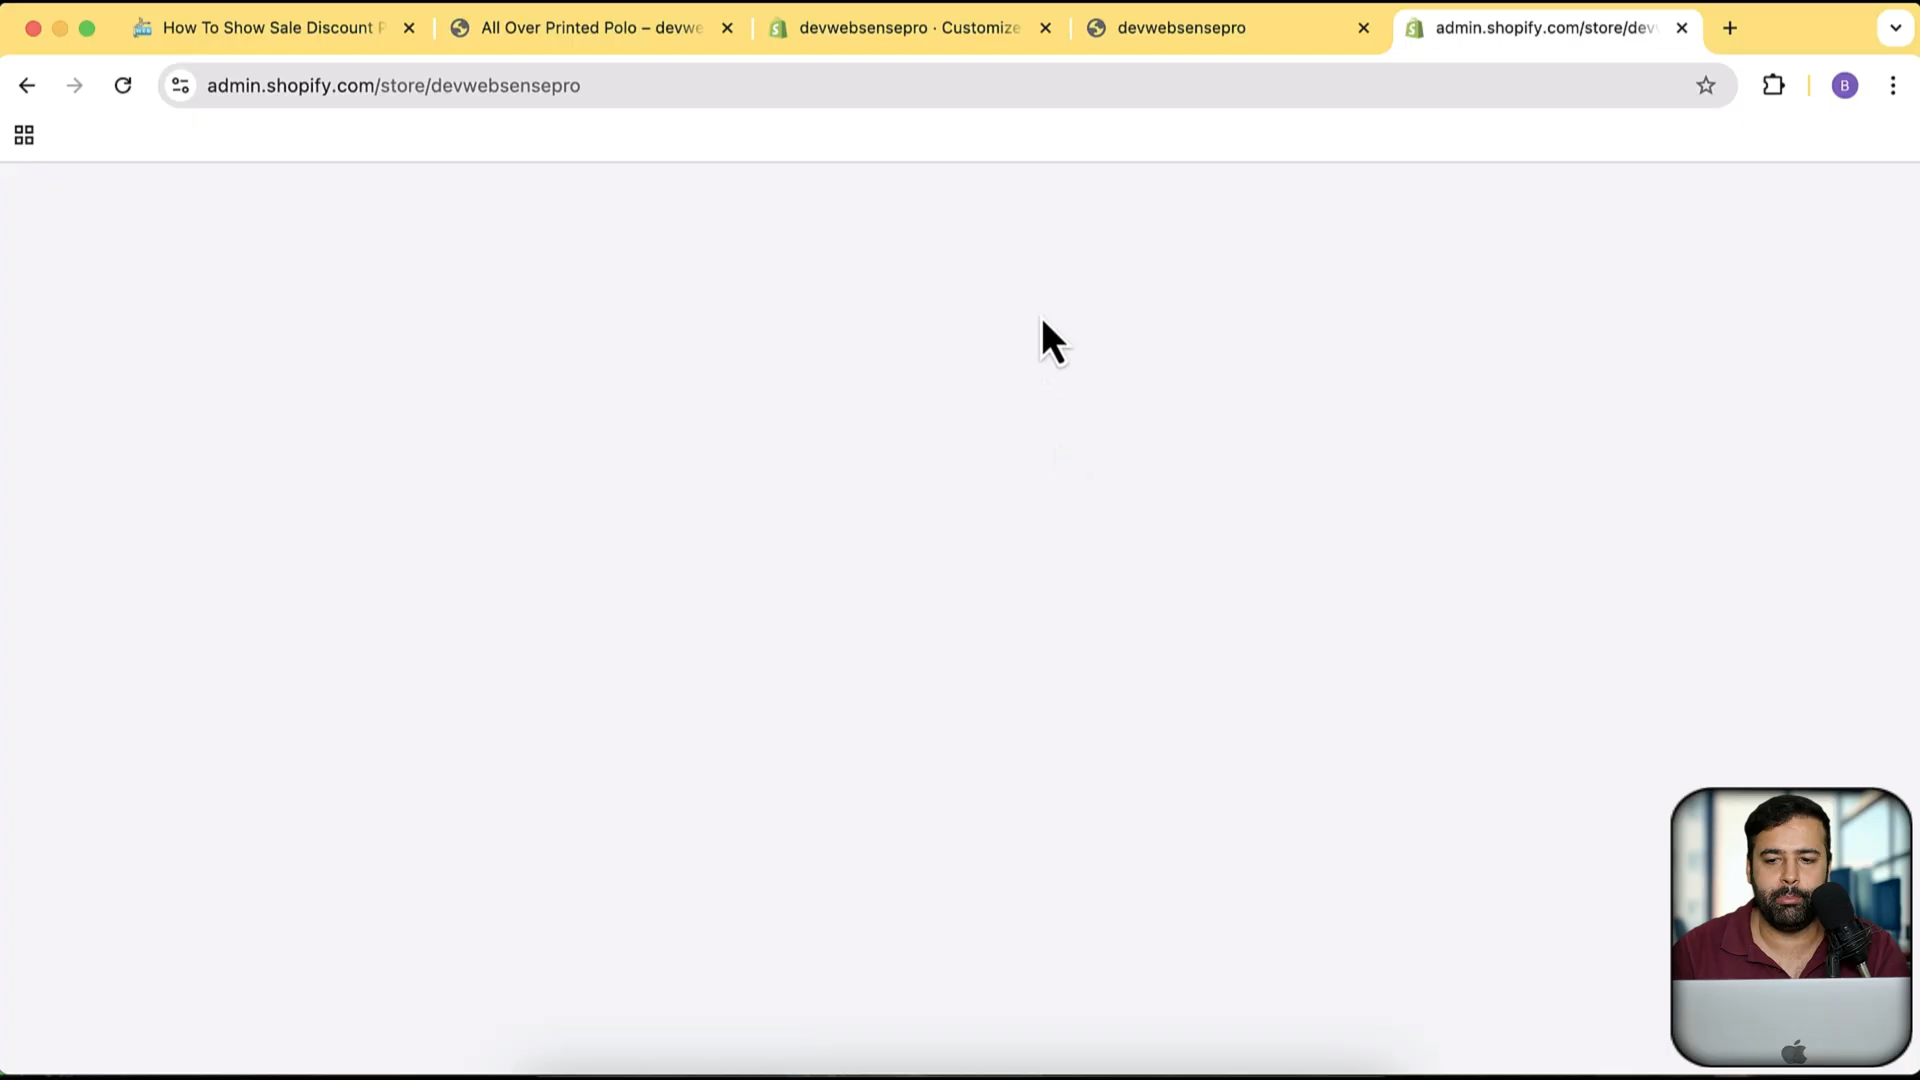 How To Show Sale Discount P
All Over Printed Polo – devwe
devwebsensepro · Customize
devwebsensepro
admin.shopify.com/store/dev
admin.shopify.com/store/devwebsensepro
B